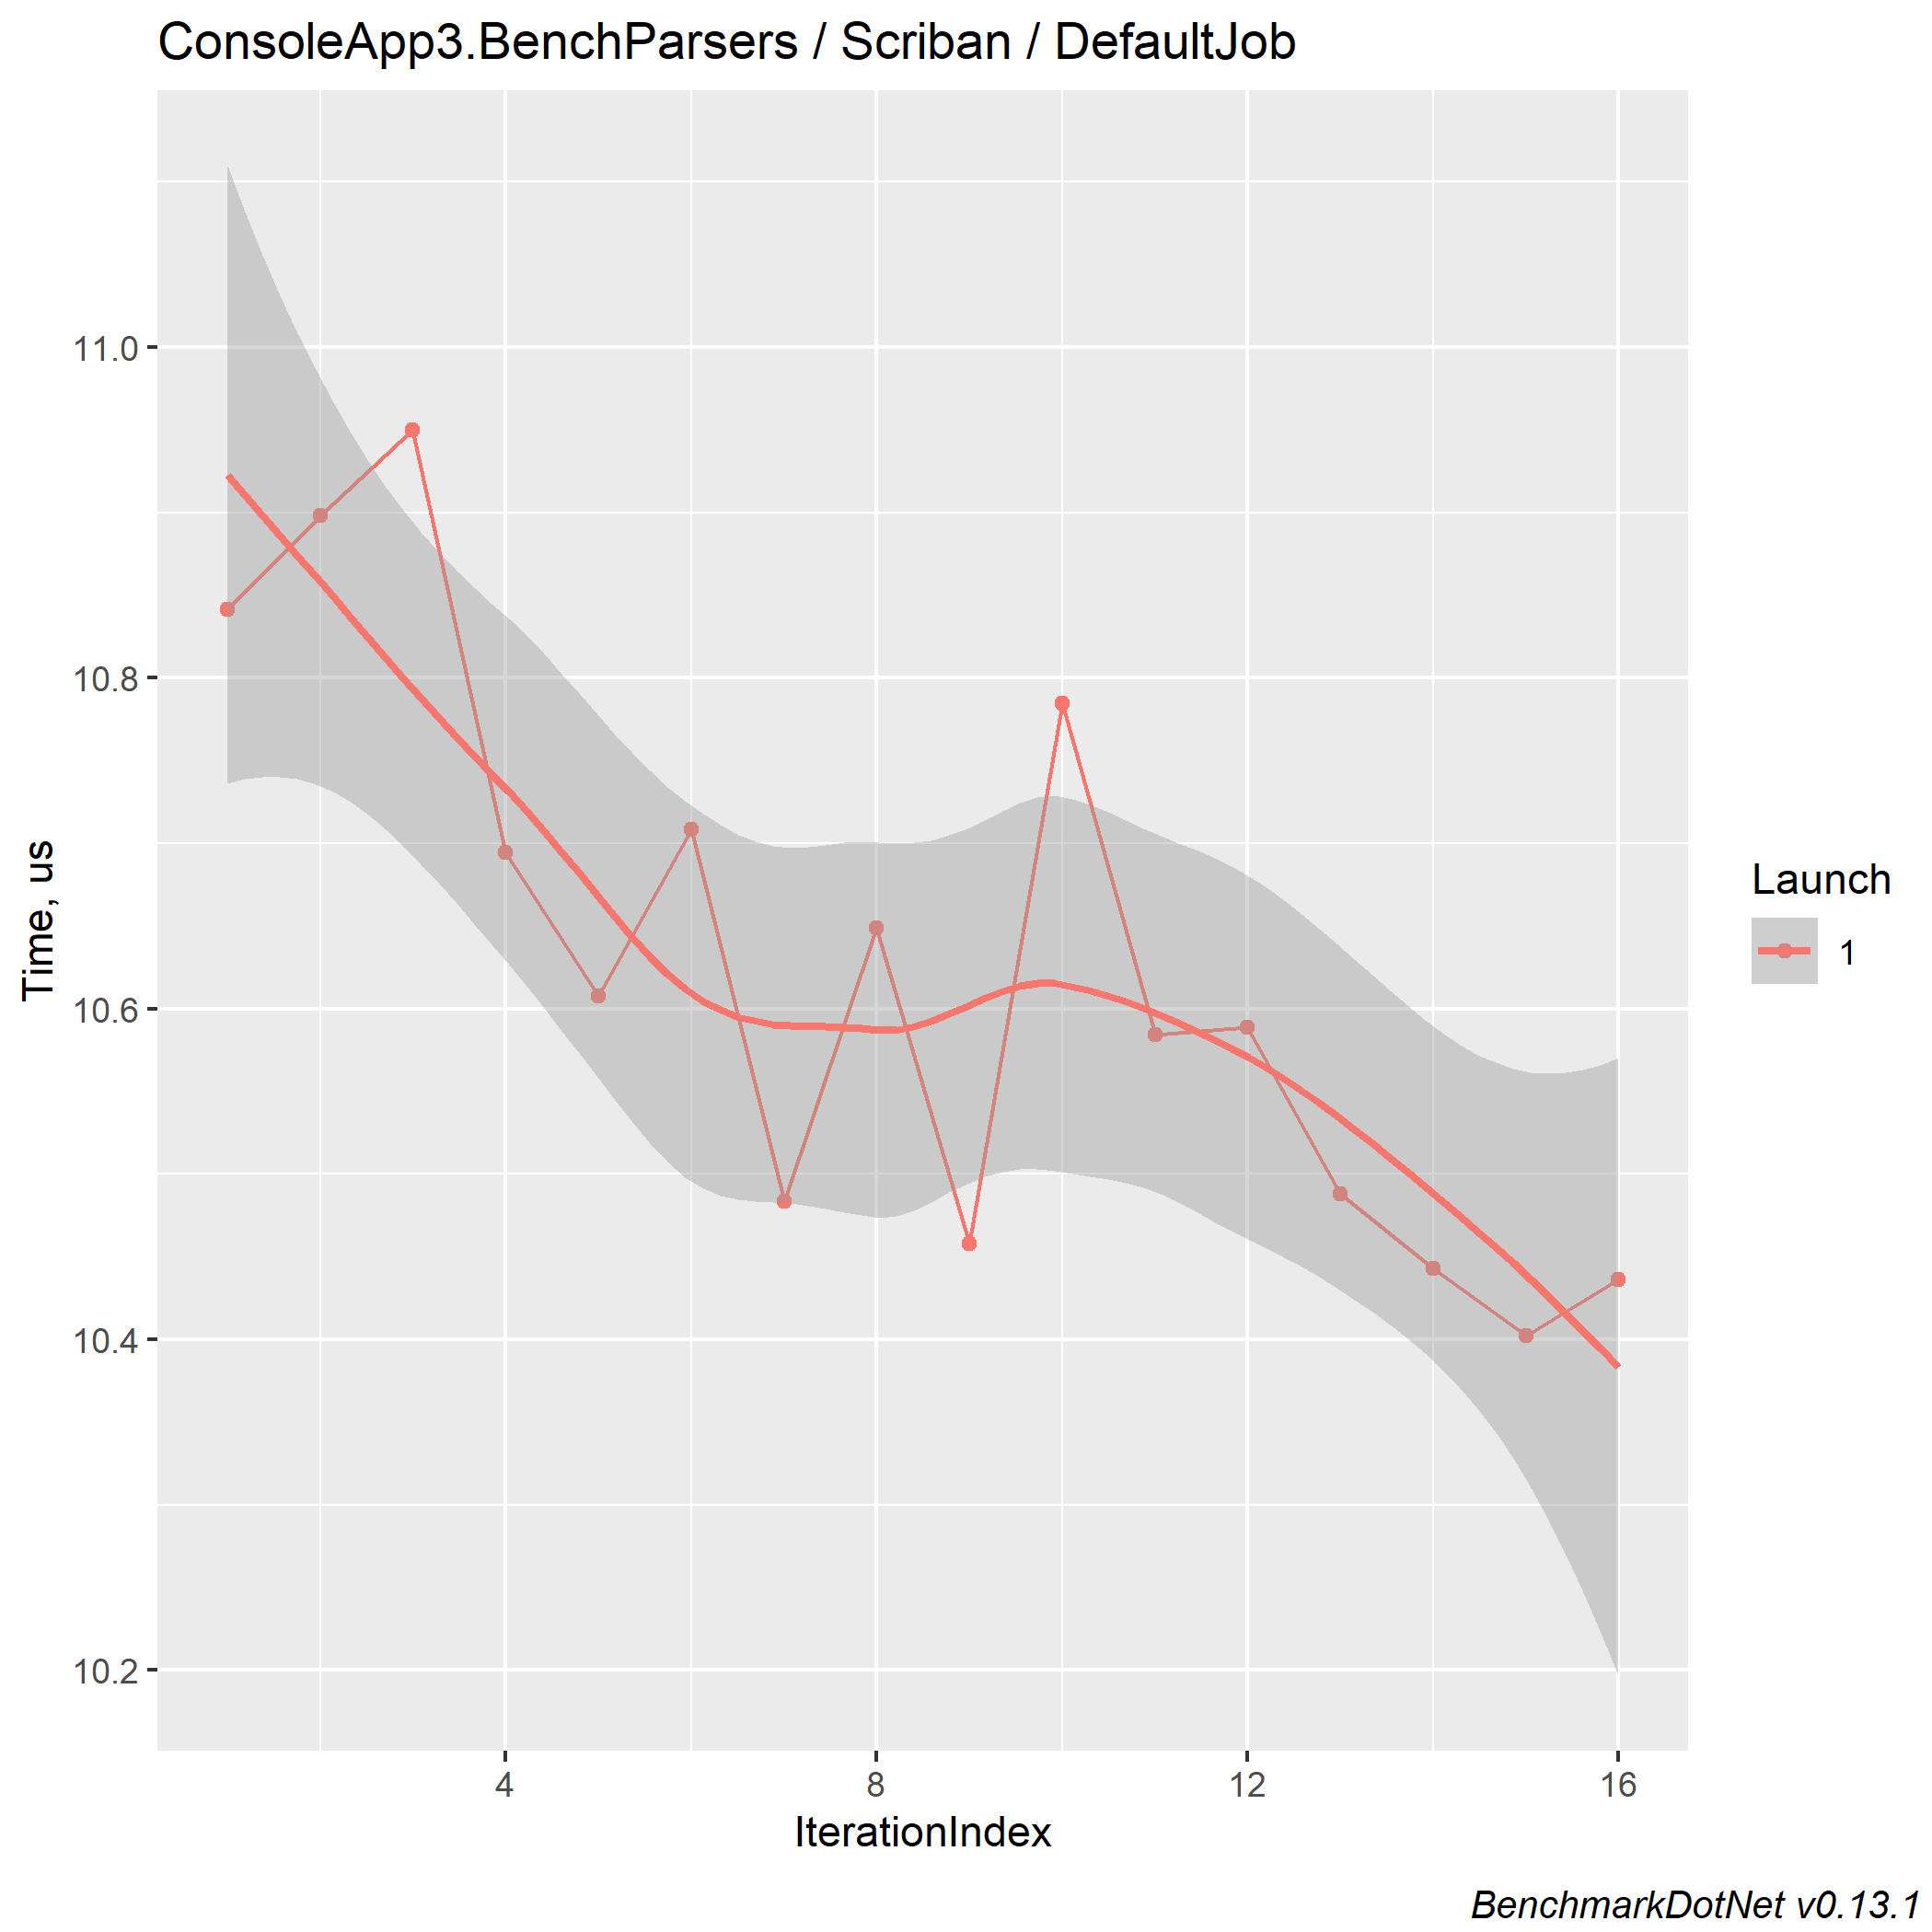 ConsoleApp3.BenchParsers / Scriban / DefaultJob
Time, us
11.0
10.8
10.6
10.4
10.2
4 8 12 16
IterationIndex
Launch
1
BenchmarkDotNet v0.13.1